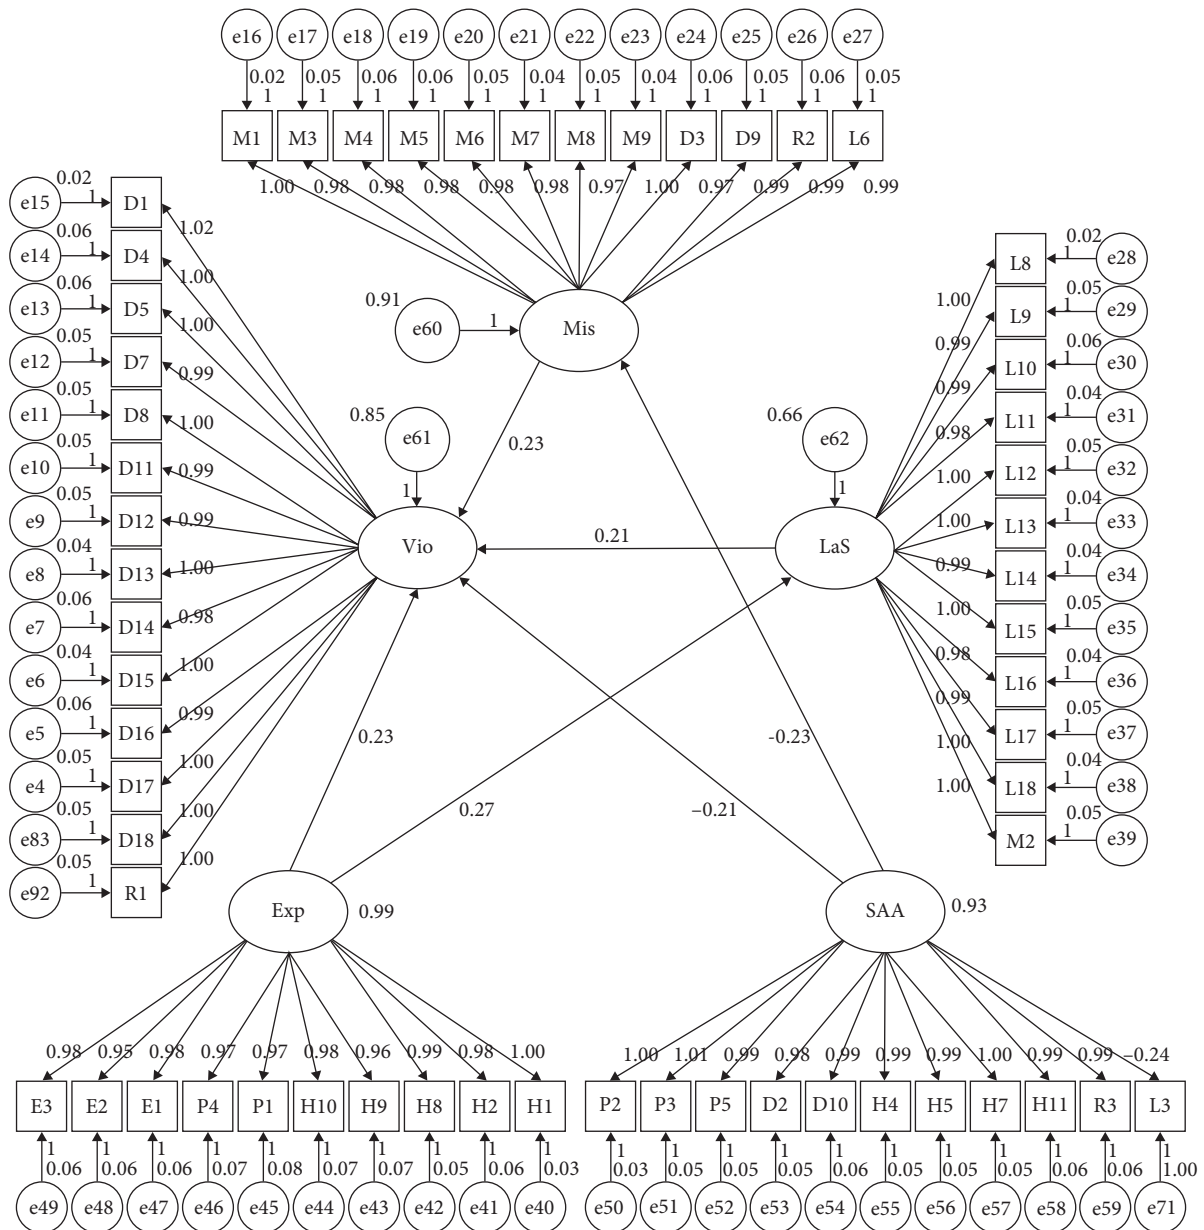 e16 e17 e18 e19 e20 e21 e22 e23 e24 e25 e26 e27
0.02 0.05 0.06 0.06 0.05 0.04 0.05 0.04 0.06 0.05 0.06 0.05
1 1 1 1 1 1 1 1 1 1 1 1
M1 M3 M4 M5 M6 M7 M8 M9 D3 D9 R2 L6
1.00 0.98 0.98 0.98 0.98 0.98 0.97 1.00 0.97 0.99 0.99 0.99
e15 0.02 1 D1 1.02
e14 0.06 1 D4 1.00
e13 0.06 1 D5 1.00
e12 0.05 1 D7 0.99
e11 0.05 1 D8 1.00
e10 0.05 1 D11 0.99
e9 0.05 1 D12 0.99
e8 0.04 1 D13 1.00
e7 0.06 1 D14 0.98
e6 0.04 1 D15 1.00
e5 0.06 1 D16 0.99
e4 0.05 1 D17 1.00
e83 0.05 1 D18 1.00
e92 0.05 1 R1 1.00
0.91 e60 1 Mis
0.85 e61 1 Vio
0.66 e62 1 LaS
0.23
0.21
0.23
0.27
-0.23
−0.21
1.00 L8 1 0.02 e28
0.99 L9 1 0.05 e29
0.99 L10 1 0.06 e30
0.98 L11 1 0.04 e31
1.00 L12 1 0.05 e32
1.00 L13 1 0.04 e33
0.99 L14 1 0.04 e34
1.00 L15 1 0.05 e35
0.98 L16 1 0.04 e36
0.99 L17 1 0.05 e37
1.00 L18 1 0.04 e38
1.00 M2 1 0.05 e39
Exp 0.99
SAA 0.93
0.98 0.95 0.98 0.97 0.97 0.98 0.96 0.99 0.98 1.00
E3 E2 E1 P4 P1 H10 H9 H8 H2 H1
1 1 1 1 1 1 1 1 1 1
0.06 0.06 0.06 0.07 0.08 0.07 0.07 0.05 0.06 0.03
e49 e48 e47 e46 e45 e44 e43 e42 e41 e40
1.00 1.01 0.99 0.98 0.99 0.99 0.99 1.00 0.99 0.99 −0.24
P2 P3 P5 D2 D10 H4 H5 H7 H11 R3 L3
1 1 1 1 1 1 1 1 1 1 1
0.03 0.05 0.05 0.05 0.06 0.05 0.05 0.05 0.06 0.06 1.00
e50 e51 e52 e53 e54 e55 e56 e57 e58 e59 e71